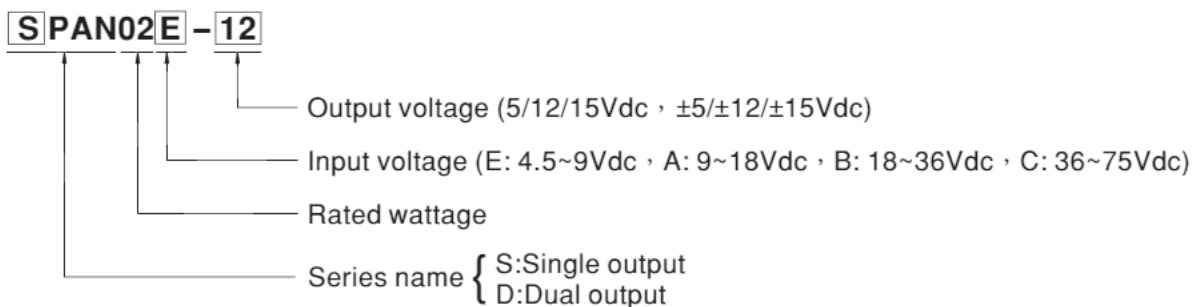 SPAN02E-12
Output voltage (5/12/15Vdc，±5/±12/±15Vdc)
Input voltage (E: 4.5~9Vdc，A: 9~18Vdc，B: 18~36Vdc，C: 36~75Vdc)
Rated wattage
Series name { S:Single output
D:Dual output